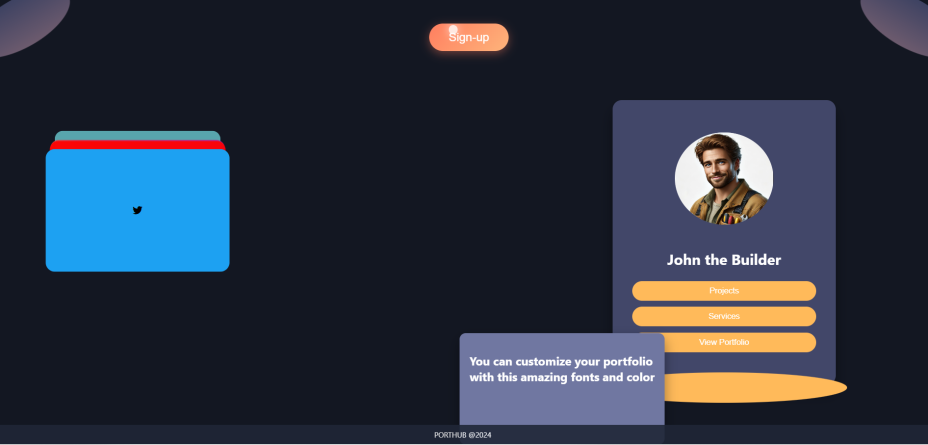 Sign-up
John the Builder
Projects
Services
View Portfolio
You can customize your portfolio
with this amazing fonts and color
PORTHUB @2024